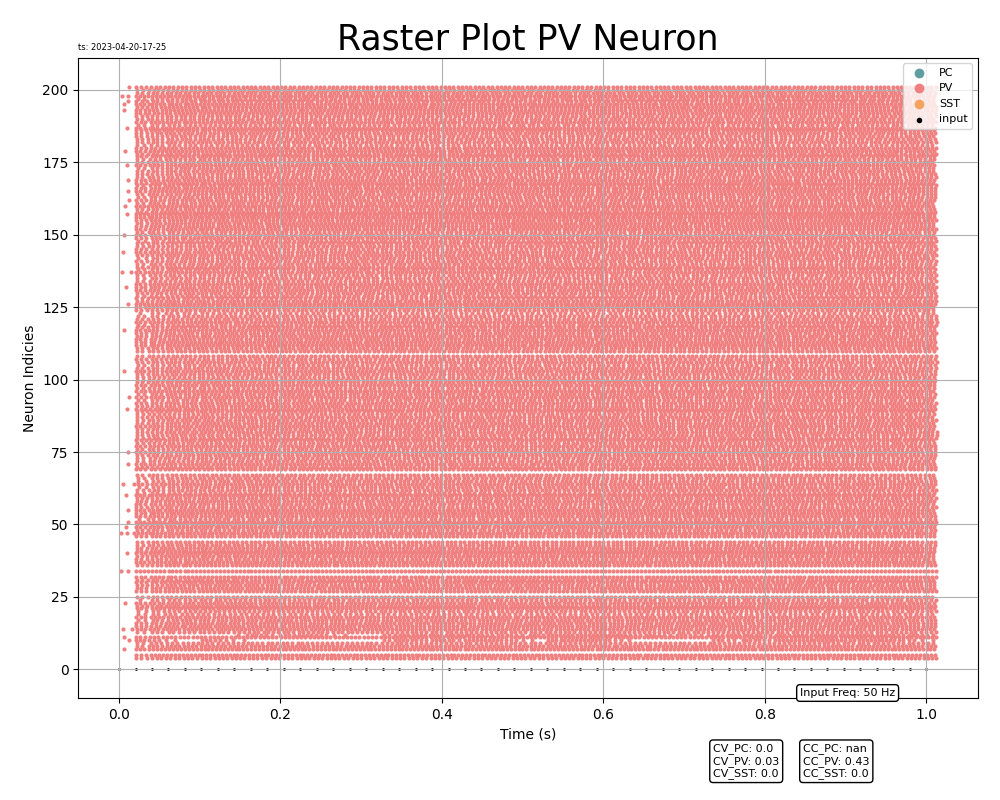 Raster Plot PV Neuron
ts: 2023-04-20-17-25
PC
PV
SST
input
200
175
150
125
100
75
50
25
0
Neuron Indicies
0.0 0.2 0.4 0.6 0.8 1.0
Time (s)
Input Freq: 50 Hz
CV_PC: 0.0
CV_PV: 0.03
CV_SST: 0.0
CC_PC: nan
CC_PV: 0.43
CC_SST: 0.0